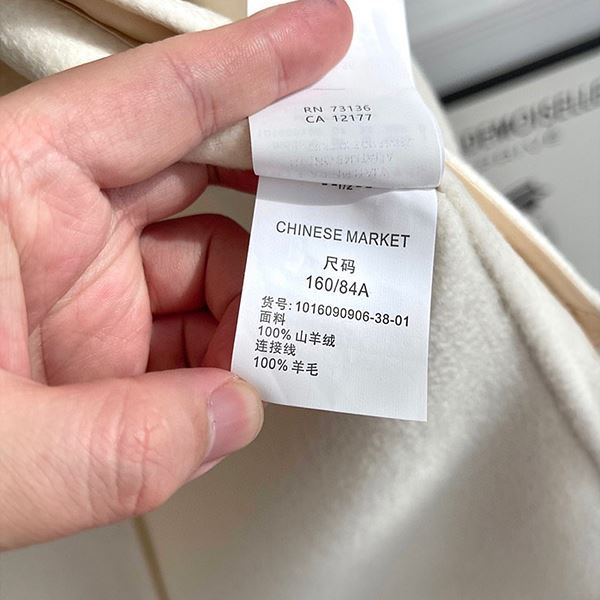 RN 73136
CA 12177
CHINESE MARKET
尺码
160/84A
货号: 1016090906-38-01
面料
100% 山羊绒
连接线
100% 羊毛
DEMOISELLE